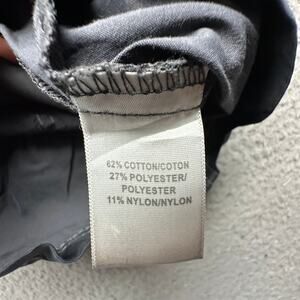 62% COTTON/COTON
27% POLYESTER/
POLYESTER
11% NYLON/NYLON